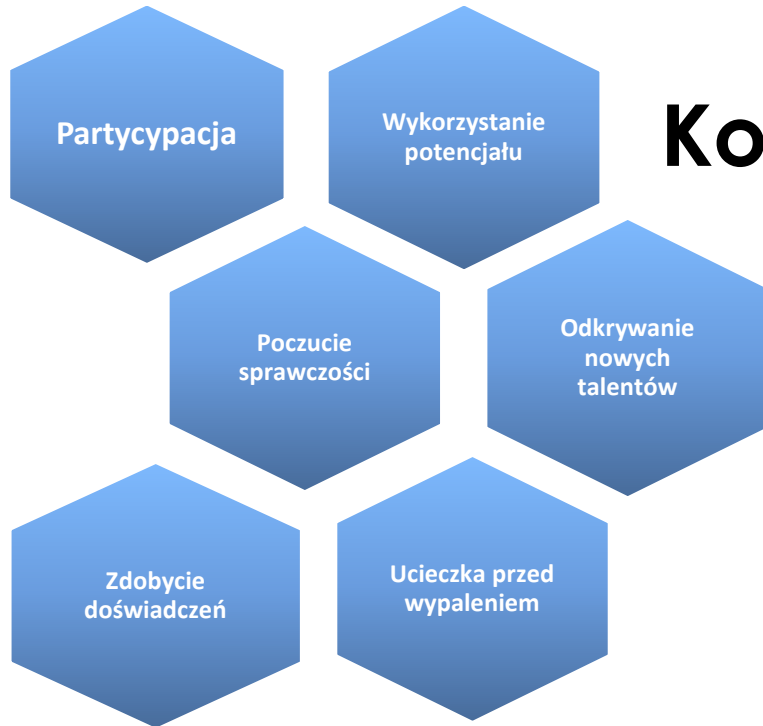 Partycypacja
Wykorzystanie
potencjału
Ko
Poczucie
sprawczości
Odkrywanie
nowych
talentów
Zdobycie
doświadczeń
Ucieczka przed
wypaleniem